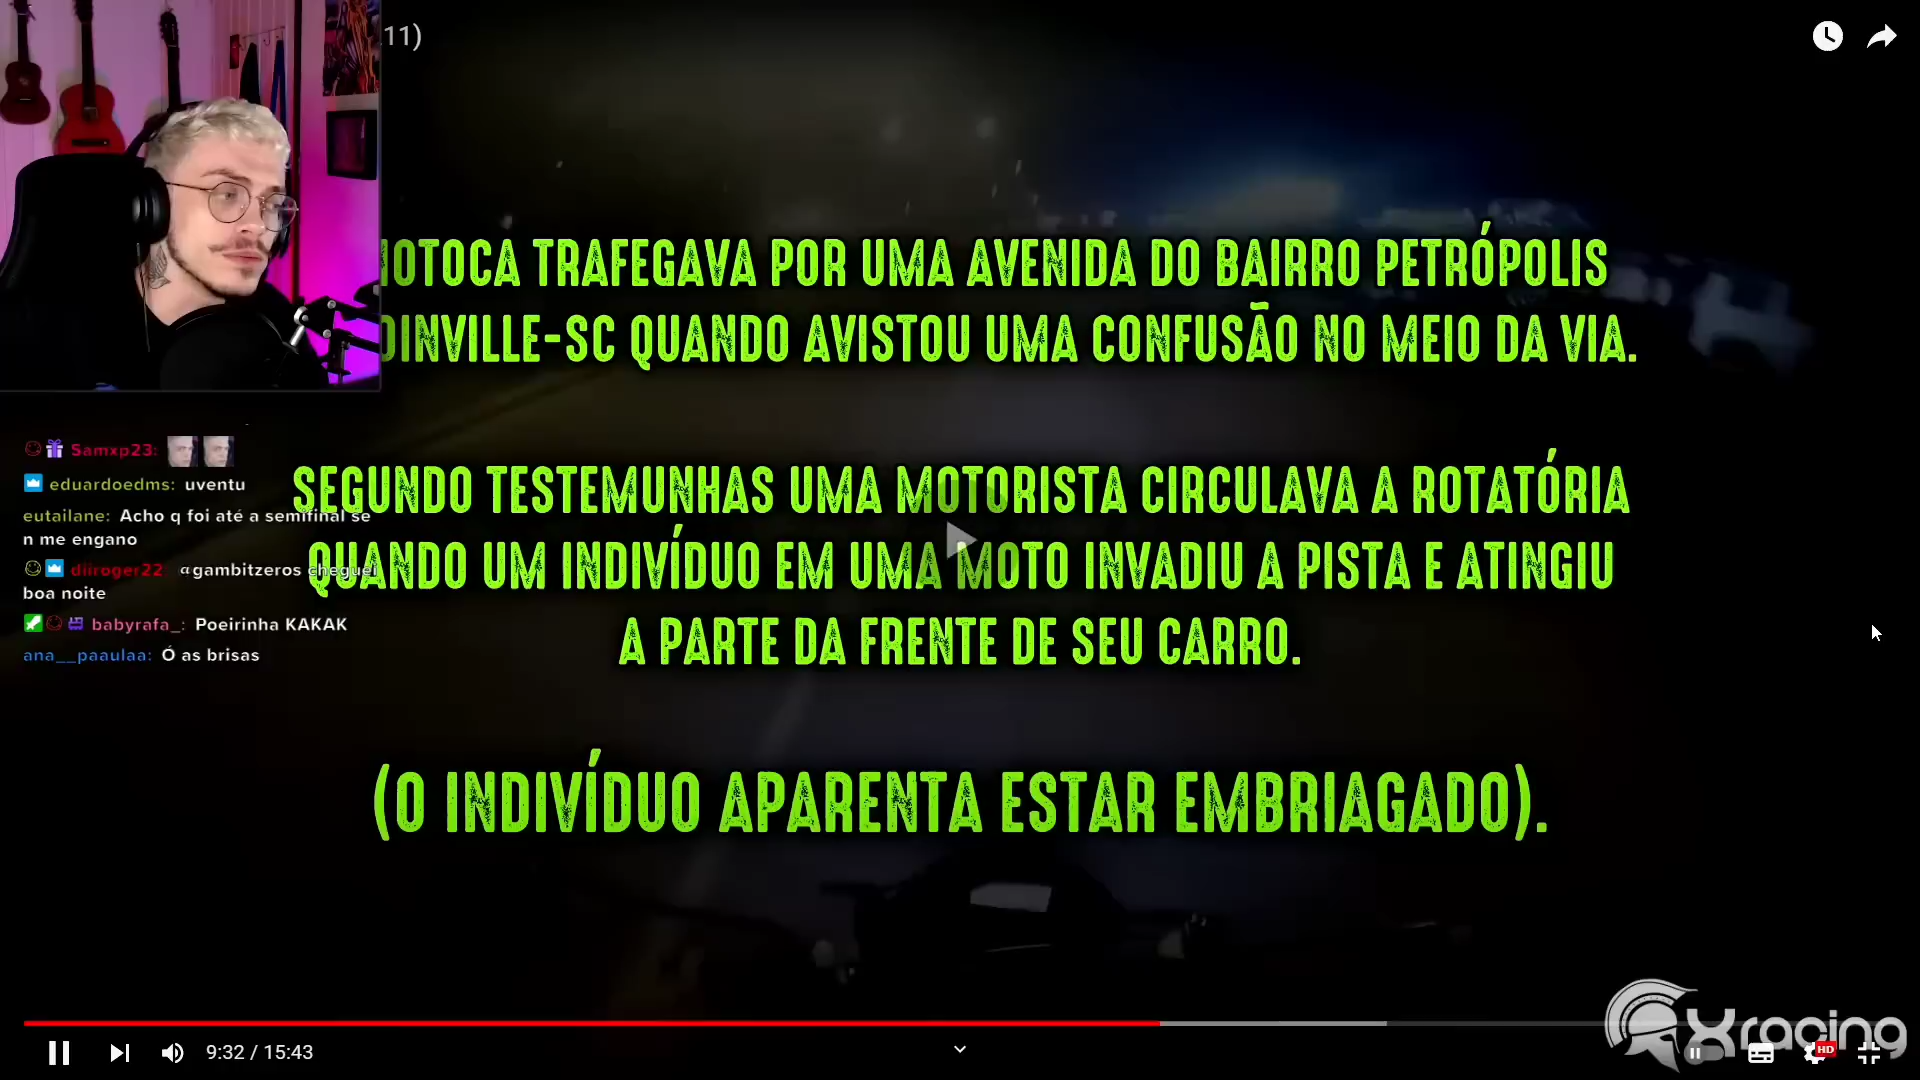 11)
OTOCA TRAFEGAVA POR UMA AVENIDA DO BAIRRO PETRÓPOLIS
OINVILLE-SC QUANDO AVISTOU UMA CONFUSÃO NO MEIO DA VIA.
SEGUNDO TESTEMUNHAS UMA MOTORISTA CIRCULAVA A ROTATÓRIA
QUANDO UM INDIVÍDUO EM UMA MOTO INVADIU A PISTA E ATINGIU
A PARTE DA FRENTE DE SEU CARRO.
(O INDIVÍDUO APARENTA ESTAR EMBRIAGADO).
Samxp23:
eduardoedms: uventu
eutailane: Acho q foi até a semifinal se
n me engano
diiroger22: @gambitzeros cheguei
boa noite
babyrafa_: Poeirinha KAKAK
ana__paaulaa: Ó as brisas
Xracing
9:32 / 15:43
HD